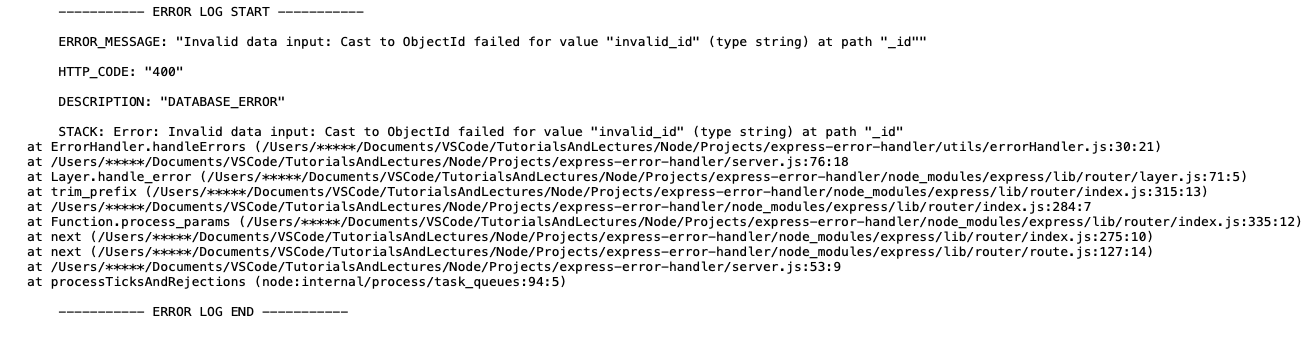 ----------- ERROR LOG START -----------
ERROR_MESSAGE: "Invalid data input: Cast to ObjectId failed for value "invalid_id" (type string) at path "_id""
HTTP_CODE: "400"
DESCRIPTION: "DATABASE_ERROR"
STACK: Error: Invalid data input: Cast to ObjectId failed for value "invalid_id" (type string) at path "_id"
at ErrorHandler.handleErrors (/Users/*****/Documents/VSCode/TutorialsAndLectures/Node/Projects/express-error-handler/utils/errorHandler.js:30:21)
at /Users/*****/Documents/VSCode/TutorialsAndLectures/Node/Projects/express-error-handler/server.js:76:18
at Layer.handle_error (/Users/*****/Documents/VSCode/TutorialsAndLectures/Node/Projects/express-error-handler/node_modules/express/lib/router/layer.js:71:5)
at trim_prefix (/Users/*****/Documents/VSCode/TutorialsAndLectures/Node/Projects/express-error-handler/node_modules/express/lib/router/index.js:315:13)
at /Users/*****/Documents/VSCode/TutorialsAndLectures/Node/Projects/express-error-handler/node_modules/express/lib/router/index.js:284:7
at Function.process_params (/Users/*****/Documents/VSCode/TutorialsAndLectures/Node/Projects/express-error-handler/node_modules/express/lib/router/index.js:335:12)
at next (/Users/*****/Documents/VSCode/TutorialsAndLectures/Node/Projects/express-error-handler/node_modules/express/lib/router/index.js:275:10)
at next (/Users/*****/Documents/VSCode/TutorialsAndLectures/Node/Projects/express-error-handler/node_modules/express/lib/router/route.js:127:14)
at /Users/*****/Documents/VSCode/TutorialsAndLectures/Node/Projects/express-error-handler/server.js:53:9
at processTicksAndRejections (node:internal/process/task_queues:94:5)
----------- ERROR LOG END -----------